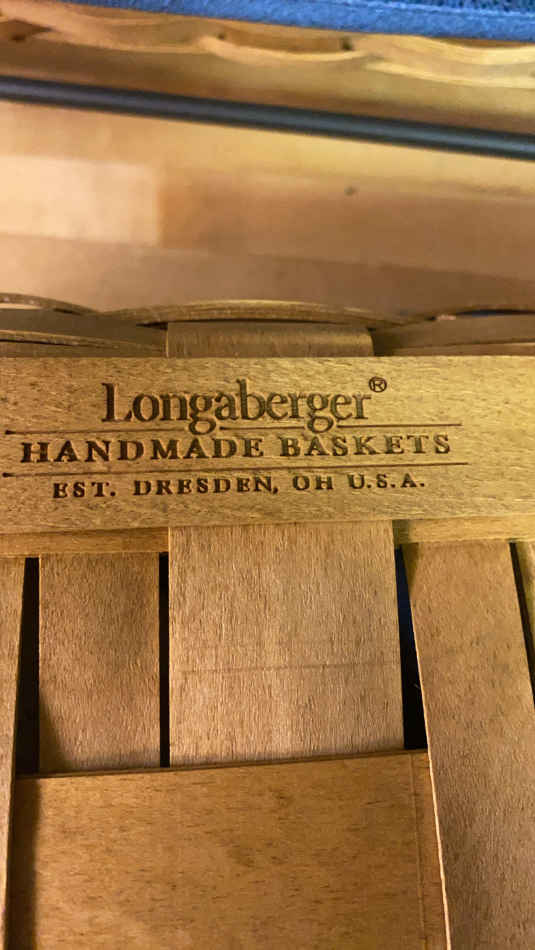 Longaberger®
HANDMADE BASKETS
EST. DRESDEN, OH U.S.A.